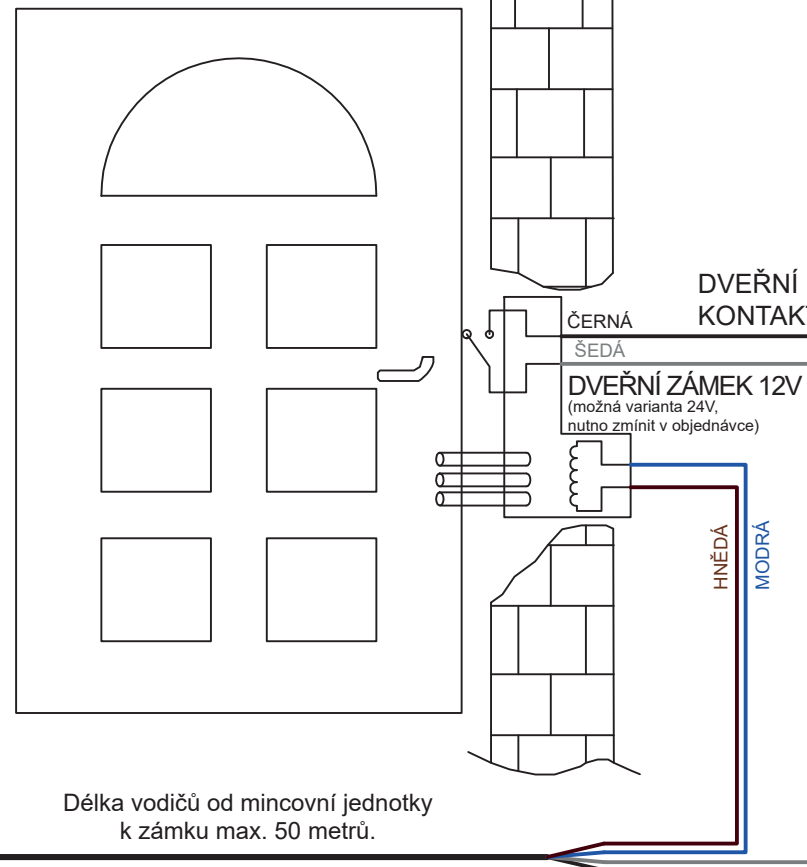 DVEŘNÍ
KONTAKT
ČERNÁ
ŠEDÁ
DVEŘNÍ ZÁMEK 12V
(možná varianta 24V,
nutno zmínit v objednávce)
HNĚDÁ
MODRÁ
Délka vodičů od mincovní jednotky
k zámku max. 50 metrů.